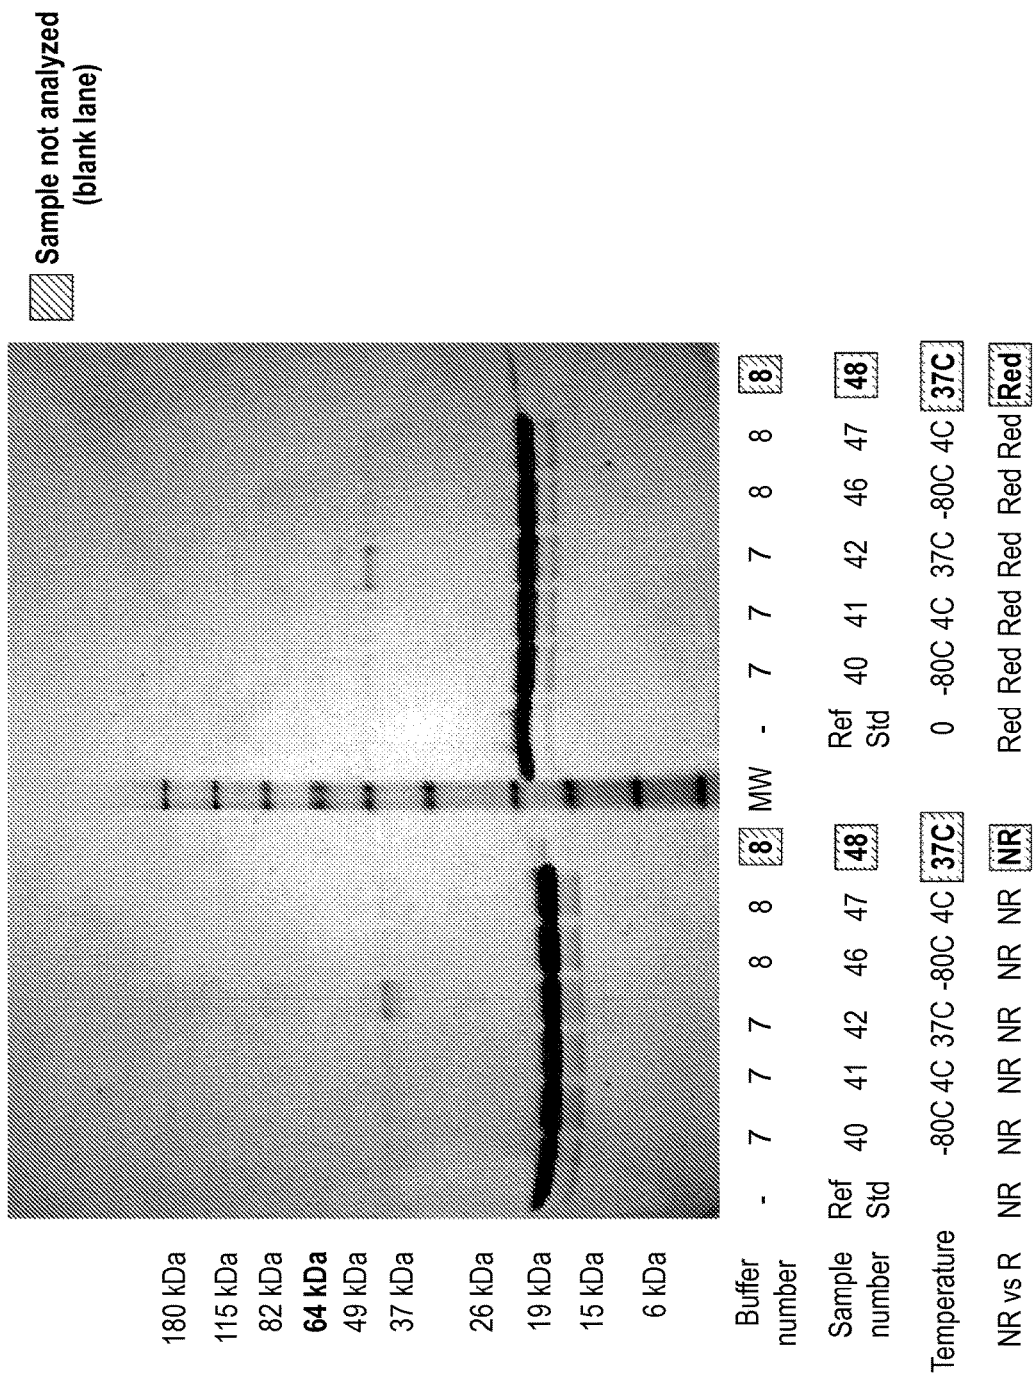 Sample not analyzed
(blank lane)
180 kDa
115 kDa
82 kDa
64 kDa
49 kDa
37 kDa
26 kDa
19 kDa
15 kDa
6 kDa
Buffer number - 7 7 7 8 8 8 MW - 7 7 7 8 8 8
Sample number Ref Std 40 41 42 46 47 48 Ref Std 40 41 42 46 47 48
Temperature -80C 4C 37C -80C 4C 37C 0 -80C 4C 37C -80C 4C 37C
NR vs R NR NR NR NR NR NR NR Red Red Red Red Red Red Red